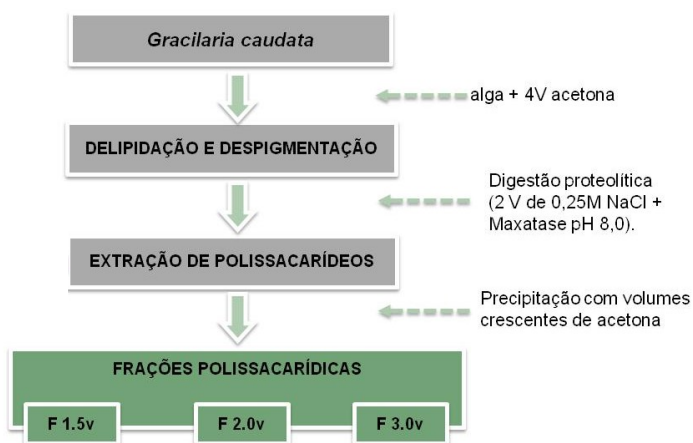 Gracilaria caudata
alga + 4V acetona
DELIPIDAÇÃO E DESPIGMENTAÇÃO
Digestão proteolítica
(2 V de 0,25M NaCl +
Maxatase pH 8,0).
EXTRAÇÃO DE POLISSACARÍDEOS
Precipitação com volumes
crescentes de acetona
FRAÇÕES POLISSACARÍDICAS
F 1.5v
F 2.0v
F 3.0v